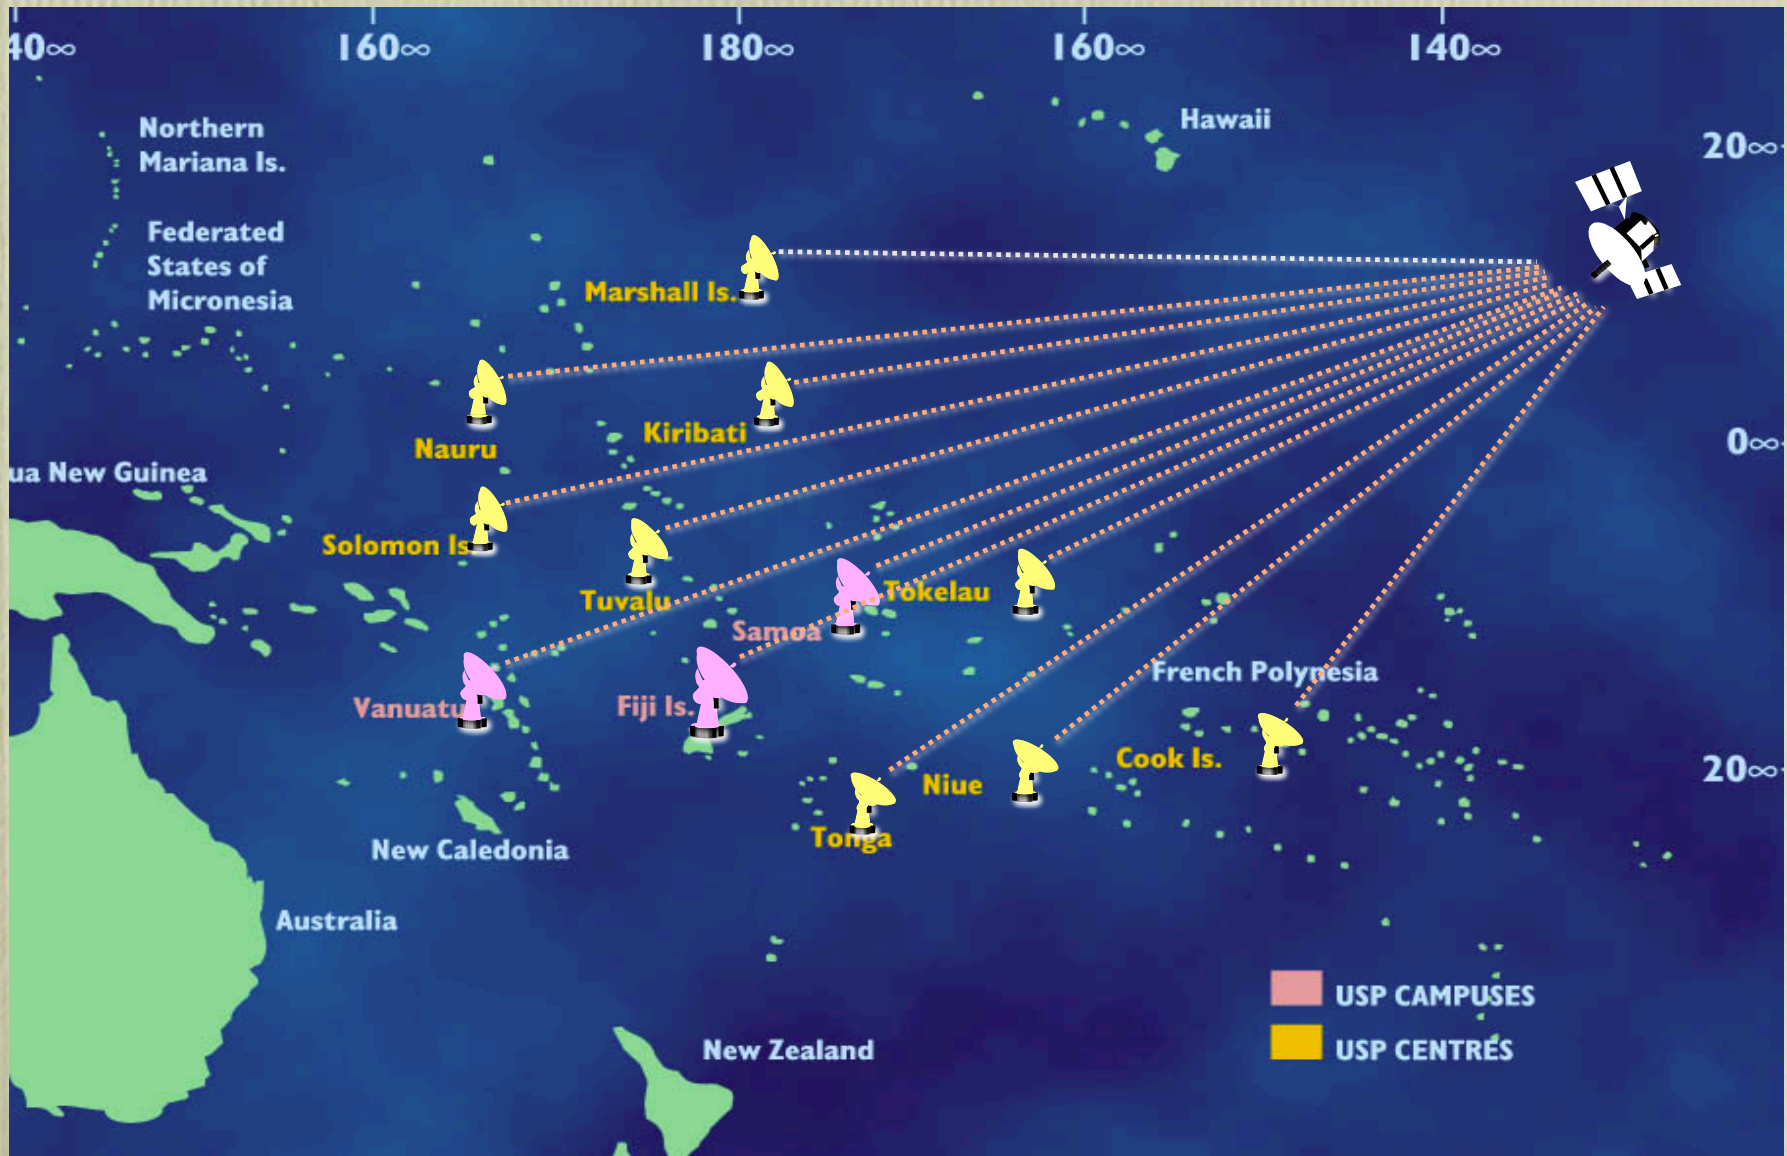 40∞
160∞
180∞
160∞
140∞
Northern
Mariana Is.
Hawaii
20∞
Federated
States of
Micronesia
Marshall Is.
Kiribati
Nauru
0∞
ua New Guinea
Solomon Is
Tuvalu
Tokelau
Samoa
Vanuatu
Fiji Is.
French Polynesia
Cook Is.
20∞
Niue
Tonga
New Caledonia
Australia
USP CAMPUSES
New Zealand
USP CENTRES